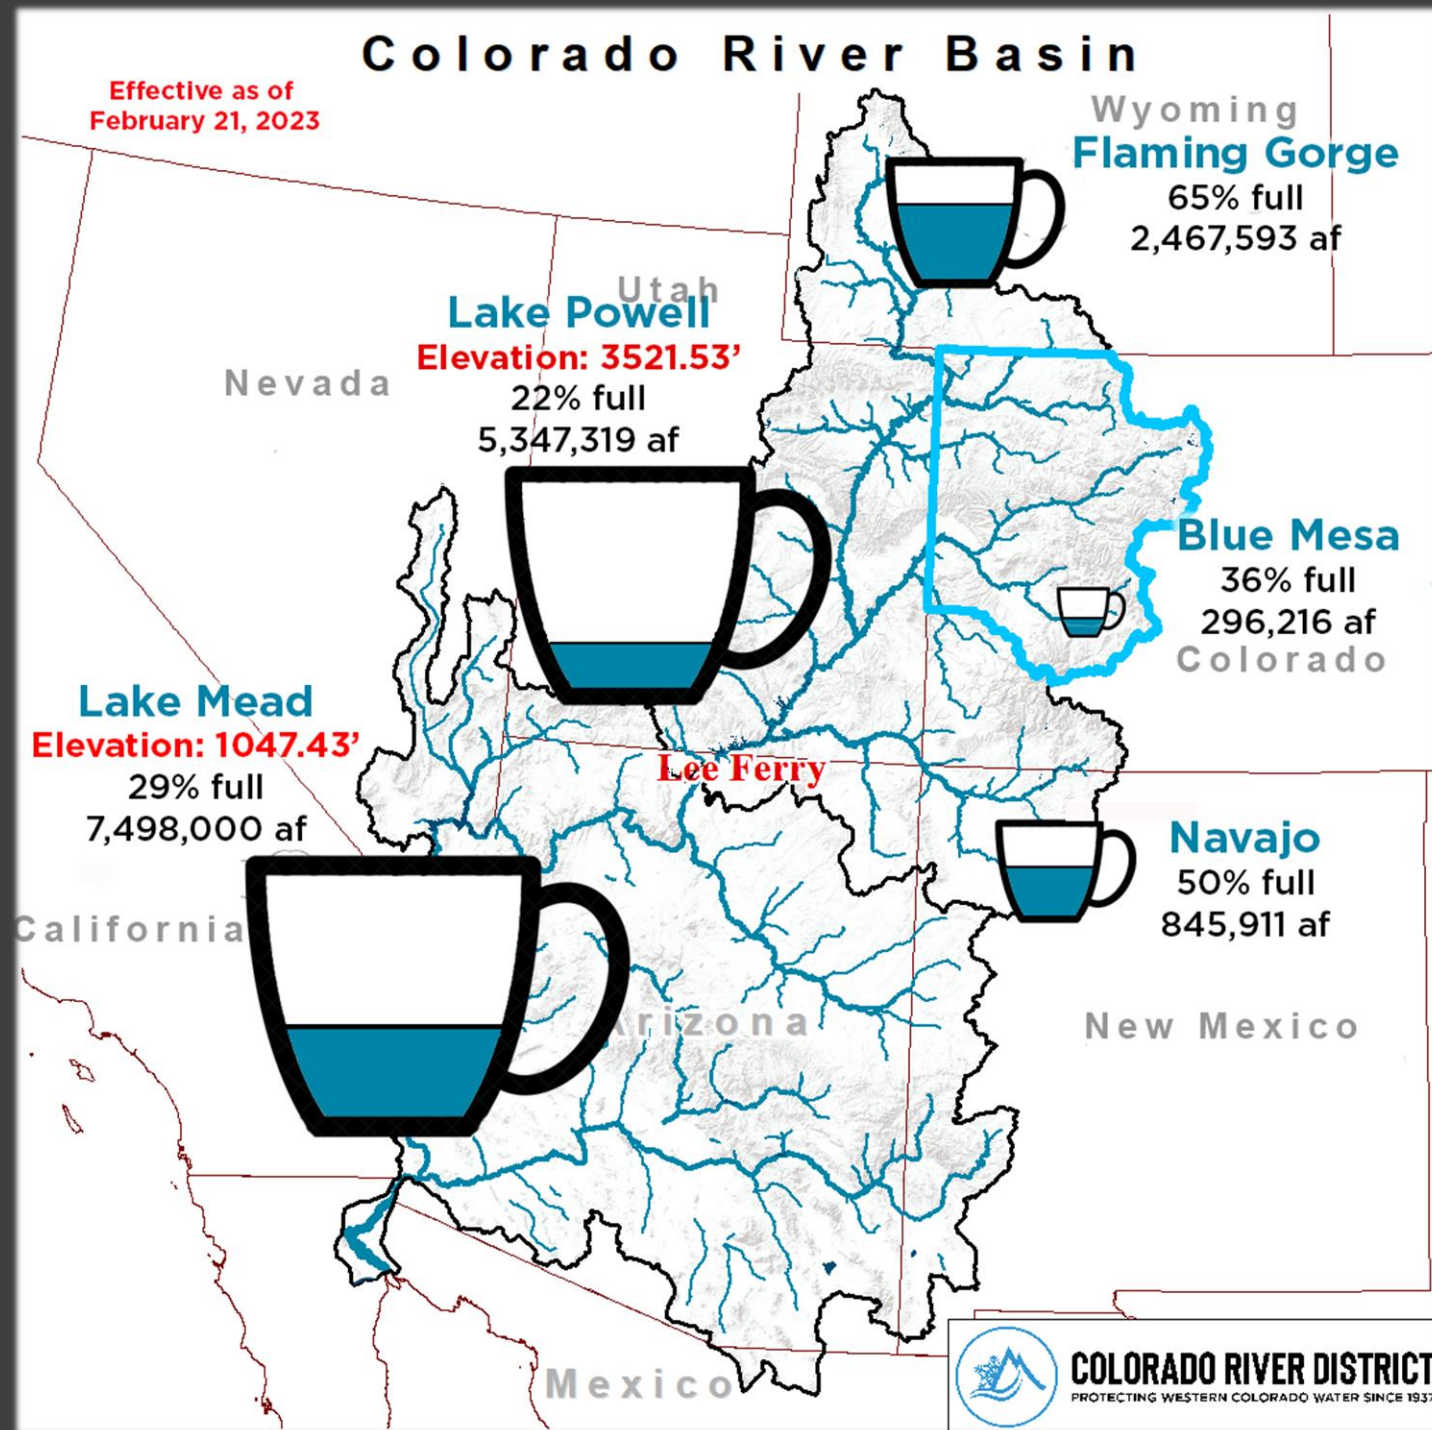 Colorado River Basin
Effective as of
February 21, 2023
Wyoming
Flaming Gorge
65% full
2,467,593 af
Utah
Lake Powell
Elevation: 3521.53’
22% full
5,347,319 af
Nevada
Blue Mesa
36% full
296,216 af
Colorado
Lake Mead
Elevation: 1047.43’
29% full
7,498,000 af
Lee Ferry
Navajo
50% full
845,911 af
California
Arizona
New Mexico
Mexico
COLORADO RIVER DISTRICT
PROTECTING WESTERN COLORADO WATER SINCE 1937